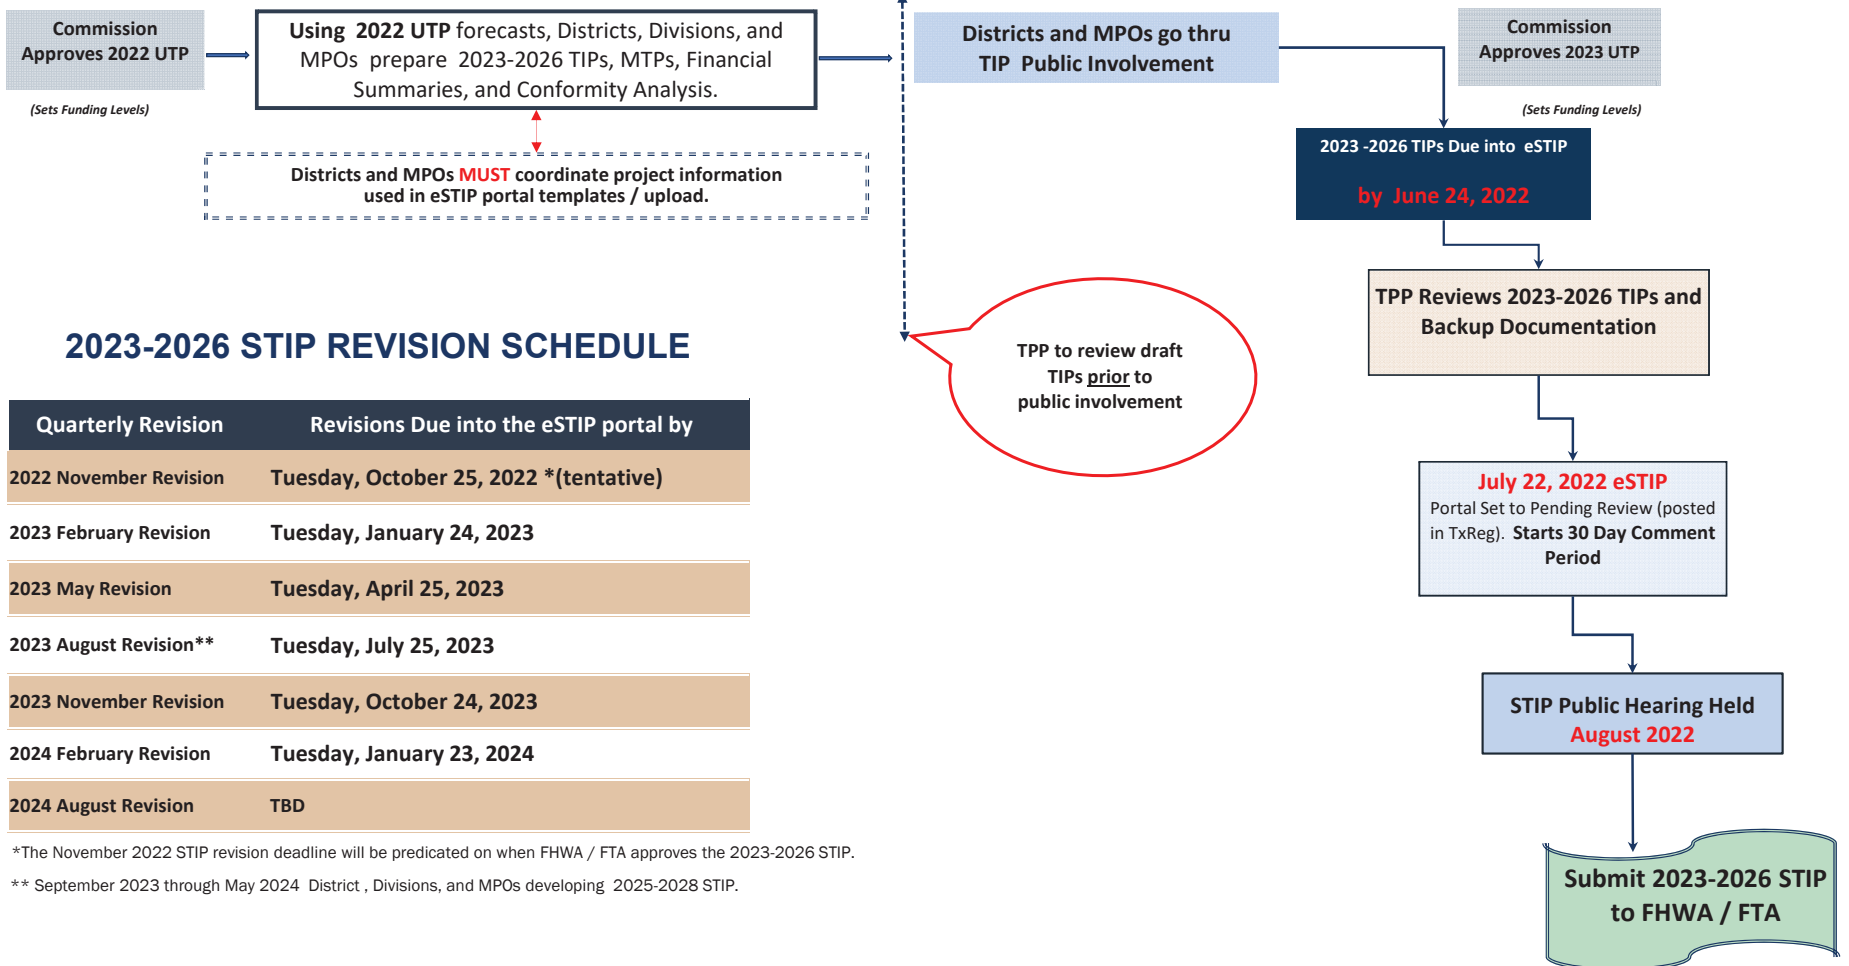 Commission
Approves 2022 UTP
(Sets Funding Levels)
Using 2022 UTP forecasts, Districts, Divisions, and
MPOs prepare 2023-2026 TIPs, MTPs, Financial
Summaries, and Conformity Analysis.
Districts and MPOs MUST coordinate project information
used in eSTIP portal templates / upload.
Districts and MPOs go thru
TIP Public Involvement
Commission
Approves 2023 UTP
(Sets Funding Levels)
2023 -2026 TIPs Due into eSTIP
by June 24, 2022
TPP Reviews 2023-2026 TIPs and
Backup Documentation
TPP to review draft
TIPs prior to
public involvement
July 22, 2022 eSTIP
Portal Set to Pending Review (posted
in TxReg). Starts 30 Day Comment
Period
STIP Public Hearing Held
August 2022
Submit 2023-2026 STIP
to FHWA / FTA
2023-2026 STIP REVISION SCHEDULE
Quarterly Revision Revisions Due into the eSTIP portal by
2022 November Revision Tuesday, October 25, 2022 *(tentative)
2023 February Revision Tuesday, January 24, 2023
2023 May Revision Tuesday, April 25, 2023
2023 August Revision** Tuesday, July 25, 2023
2023 November Revision Tuesday, October 24, 2023
2024 February Revision Tuesday, January 23, 2024
2024 August Revision TBD
*The November 2022 STIP revision deadline will be predicated on when FHWA / FTA approves the 2023-2026 STIP.
** September 2023 through May 2024 District , Divisions, and MPOs developing 2025-2028 STIP.